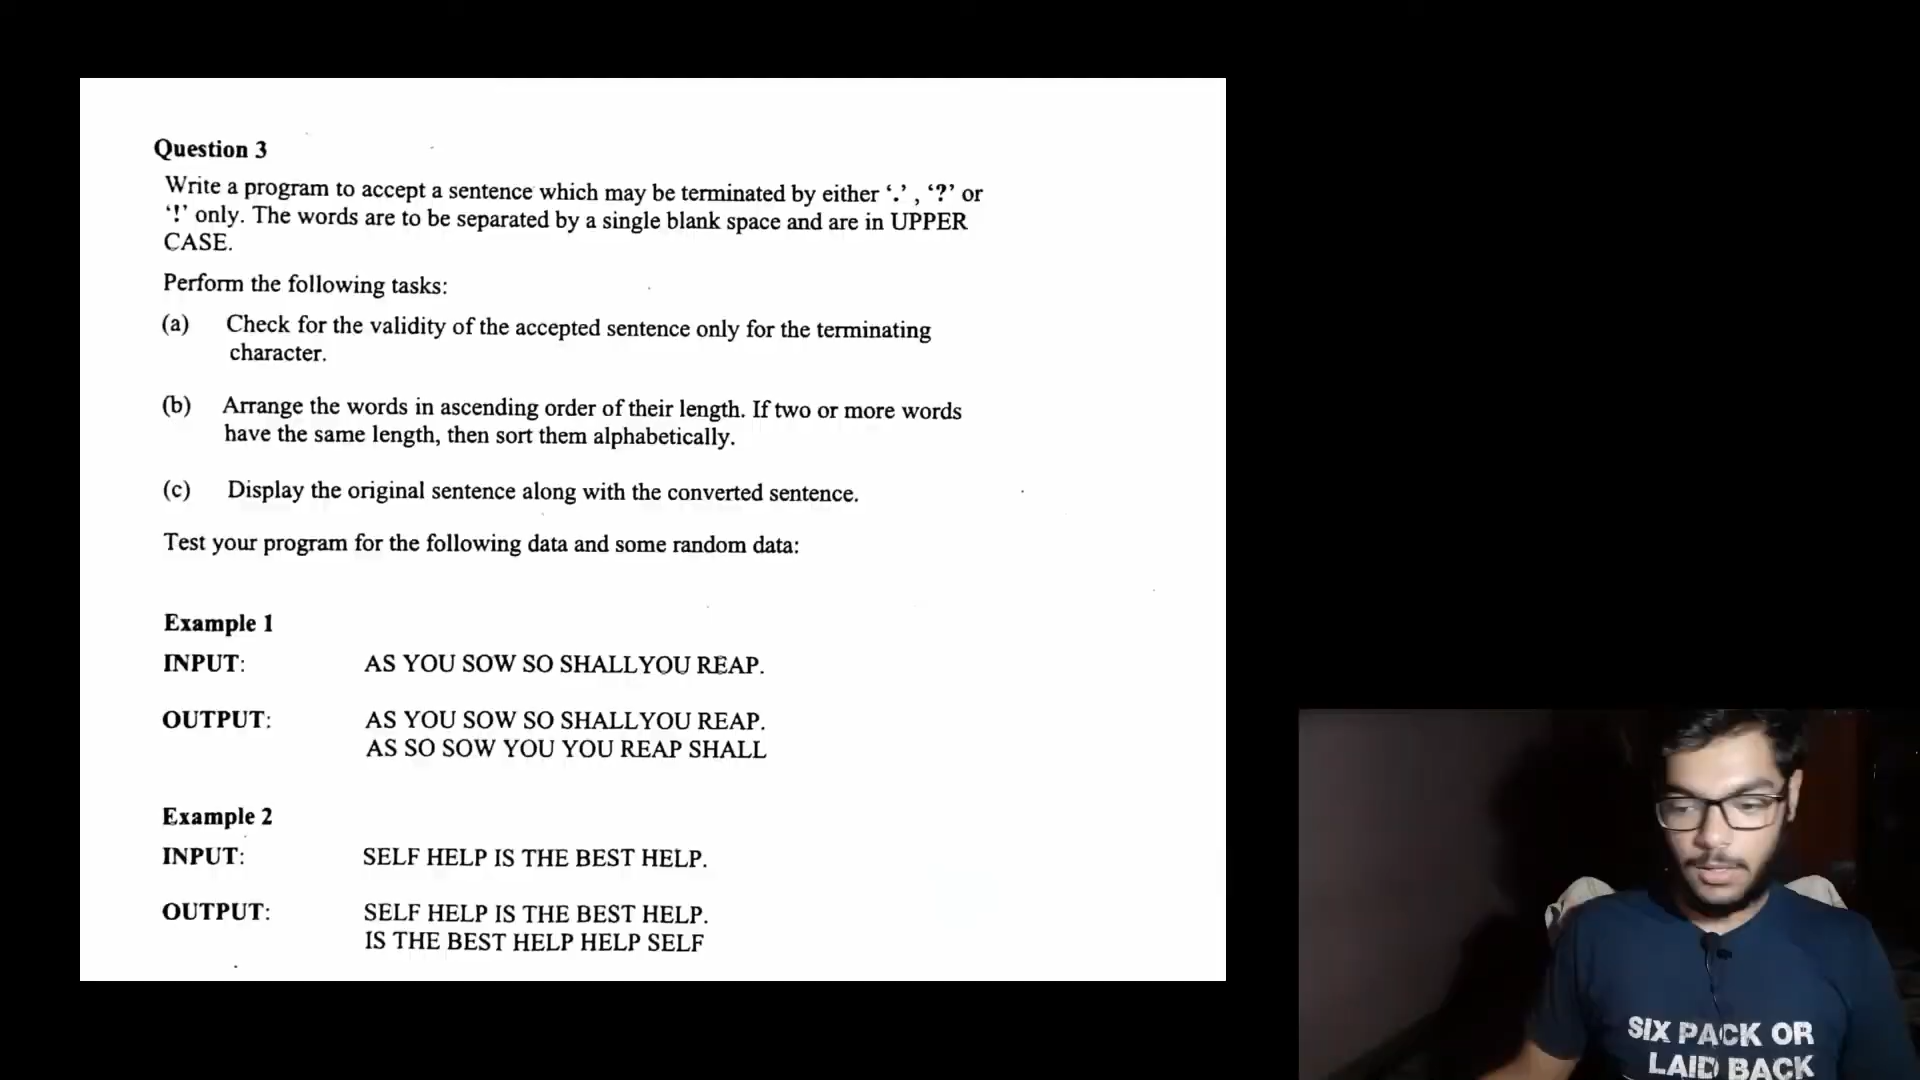 Question 3
Write a program to accept a sentence which may be terminated by either ‘.’ , ‘?’ or
‘!’ only. The words are to be separated by a single blank space and are in UPPER
CASE.
Perform the following tasks:
(a) Check for the validity of the accepted sentence only for the terminating
character.
(b) Arrange the words in ascending order of their length. If two or more words
have the same length, then sort them alphabetically.
(c) Display the original sentence along with the converted sentence.
Test your program for the following data and some random data:
Example 1
INPUT: AS YOU SOW SO SHALLYOU REAP.
OUTPUT: AS YOU SOW SO SHALLYOU REAP.
AS SO SOW YOU YOU REAP SHALL
Example 2
INPUT: SELF HELP IS THE BEST HELP.
OUTPUT: SELF HELP IS THE BEST HELP.
IS THE BEST HELP HELP SELF
SIX PACK OR
LAID BACK